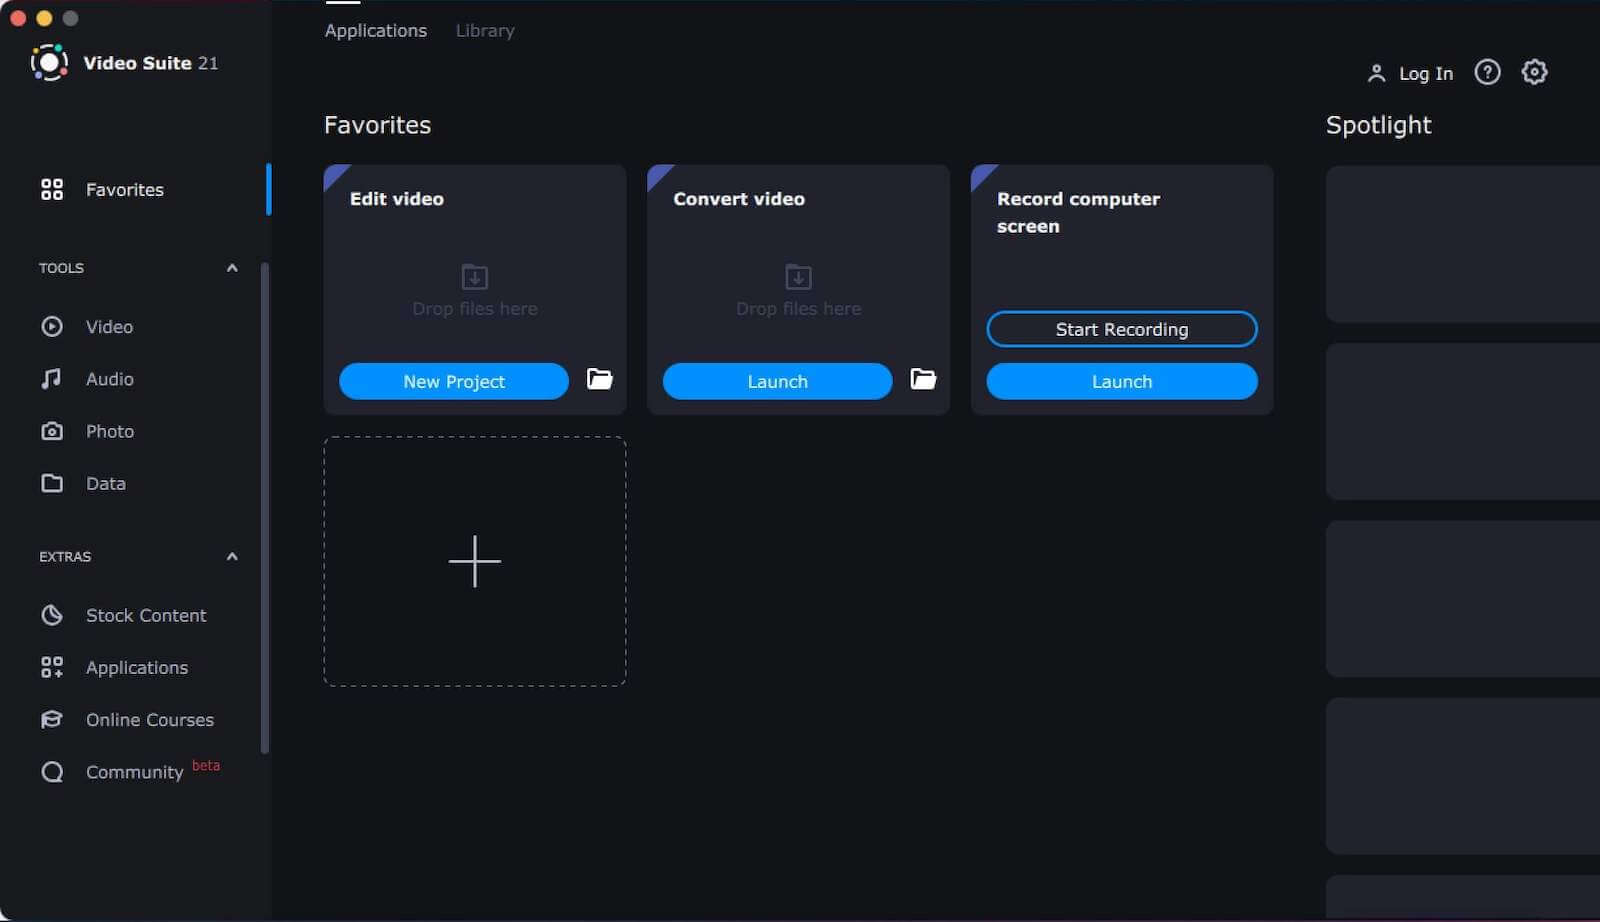 Video Suite 21
Favorites
TOOLS
Video
Audio
Photo
Data
EXTRAS
Stock Content
Applications
Online Courses
Community beta
Applications Library
Log In
Favorites
Edit video
Drop files here
New Project
Convert video
Drop files here
Launch
Record computer
screen
Start Recording
Launch
Spotlight